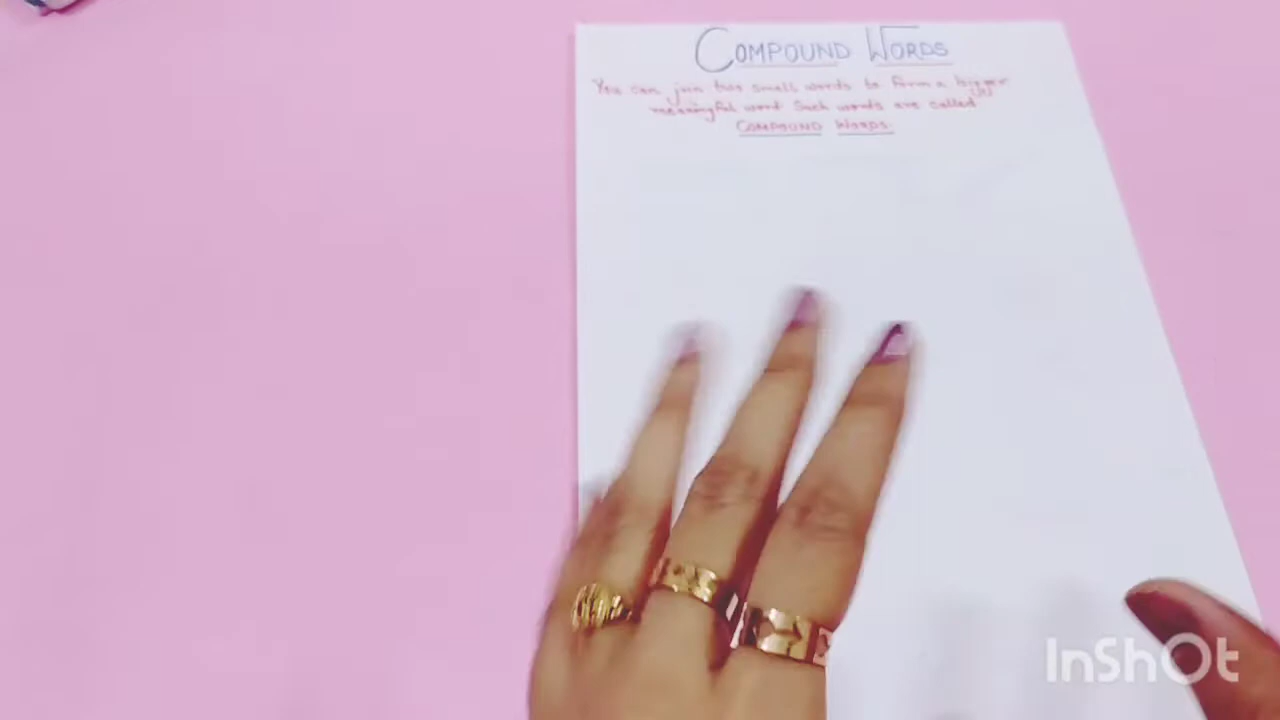 COMPOUND WORDS
You can join two small words to form a bigger
meaningful word Such words are called
COMPOUND WORDS.
InShOt